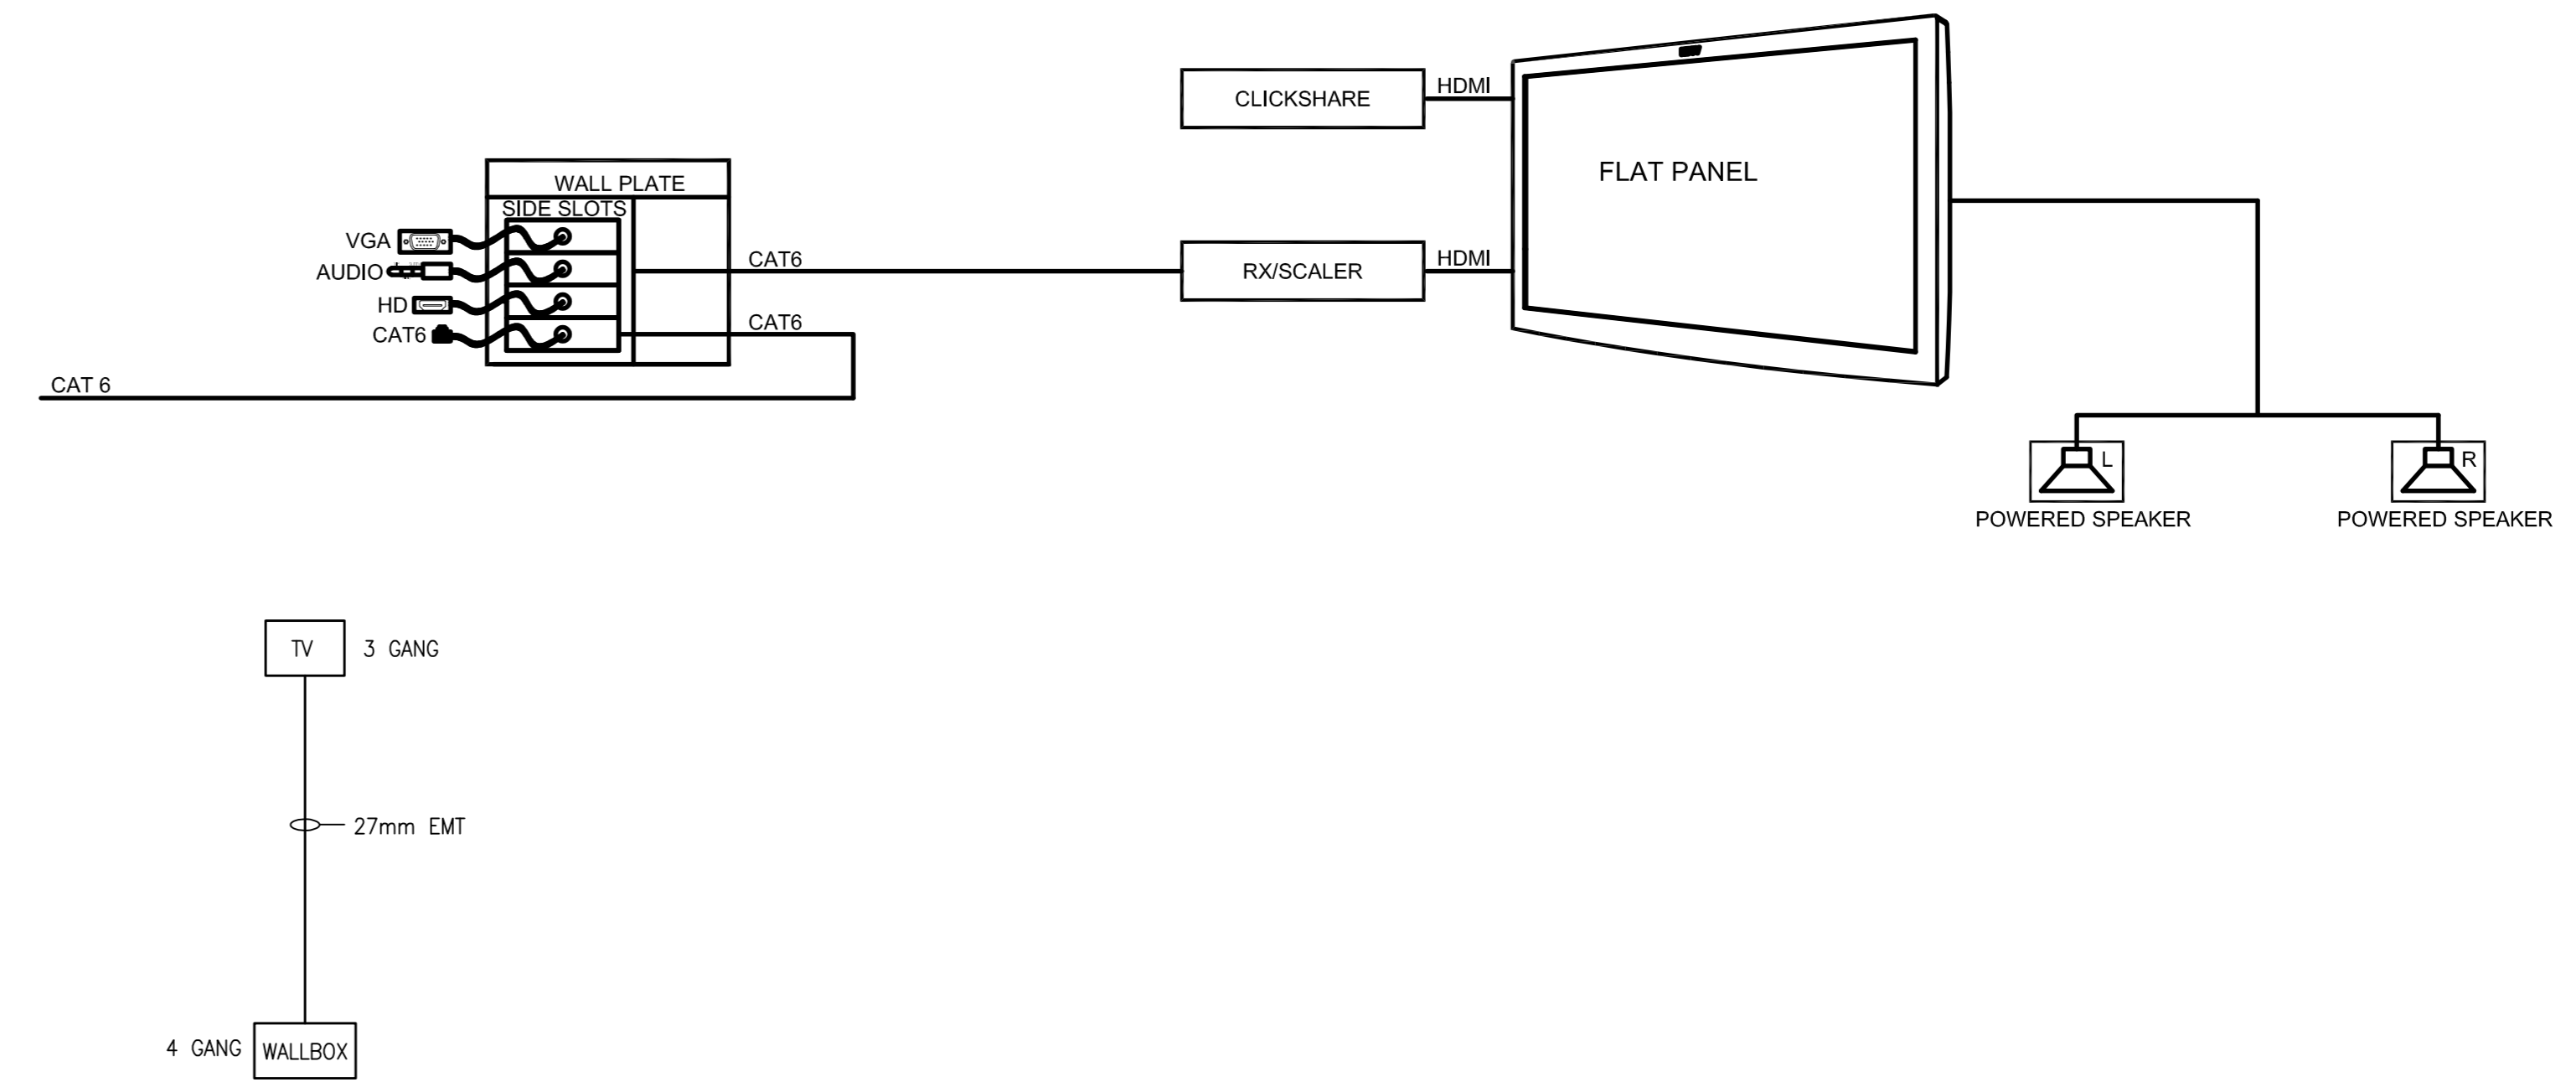 CLICKSHARE
HDMI
FLAT PANEL
WALL PLATE
SIDE SLOTS
VGA
AUDIO
HD
CAT6
CAT6
CAT6
RX/SCALER
HDMI
CAT 6
L
R
POWERED SPEAKER
POWERED SPEAKER
TV
3 GANG
27mm EMT
4 GANG
WALLBOX